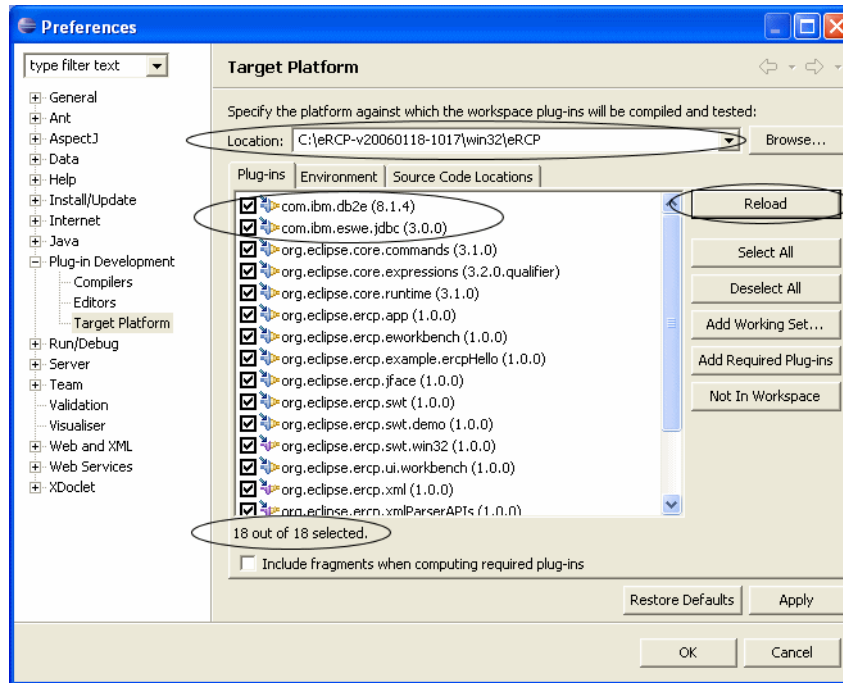 Preferences
type filter text
General
Ant
AspectJ
Data
Help
Install/Update
Internet
Java
Plug-in Development
Compilers
Editors
Target Platform
Run/Debug
Server
Team
Validation
Visualiser
Web and XML
Web Services
XDoclet
Target Platform
Specify the platform against which the workspace plug-ins will be compiled and tested:
Location: C:\eRCP-v20060118-1017\win32\eRCP Browse...
Plug-ins Environment Source Code Locations
com.ibm.db2e (8.1.4)
com.ibm.eswe.jdbc (3.0.0)
org.eclipse.core.commands (3.1.0)
org.eclipse.core.expressions (3.2.0.qualifier)
org.eclipse.core.runtime (3.1.0)
org.eclipse.ercp.app (1.0.0)
org.eclipse.ercp.eworkbench (1.0.0)
org.eclipse.ercp.example.ercpHello (1.0.0)
org.eclipse.ercp.jface (1.0.0)
org.eclipse.ercp.swt (1.0.0)
org.eclipse.ercp.swt.demo (1.0.0)
org.eclipse.ercp.swt.win32 (1.0.0)
org.eclipse.ercp.ui.workbench (1.0.0)
org.eclipse.ercp.xml (1.0.0)
org.eclipse.ercp.xmlParserAPIs (1.0.0)
Reload
Select All
Deselect All
Add Working Set...
Add Required Plug-ins
Not In Workspace
18 out of 18 selected.
Include fragments when computing required plug-ins
Restore Defaults Apply
OK Cancel